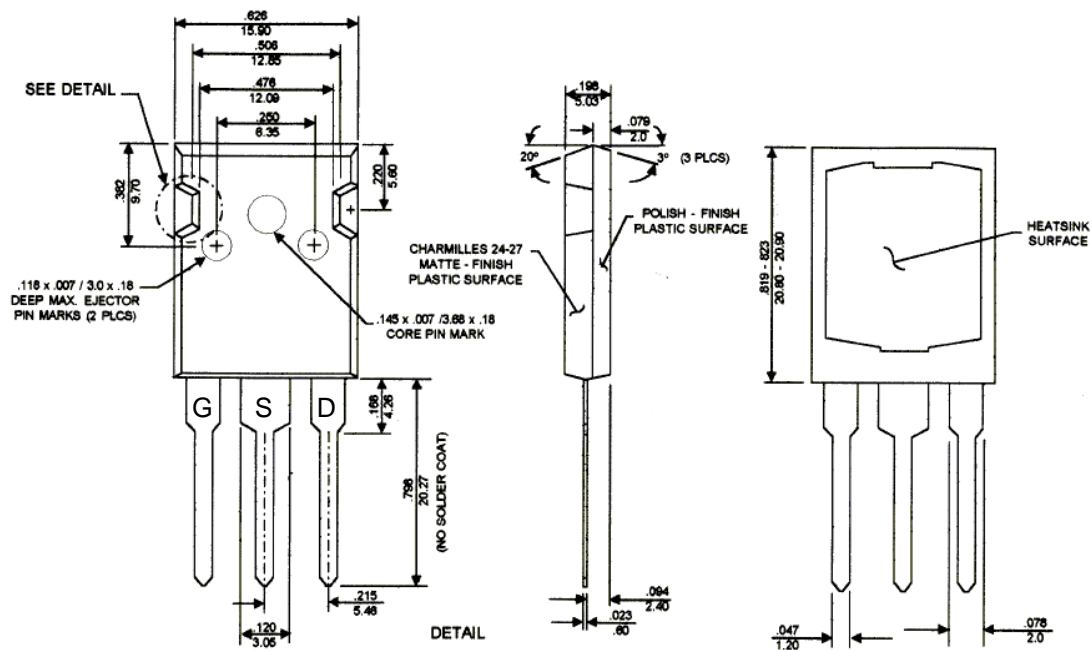 .626
15.90
.506
12.85
SEE DETAIL
.476
12.09
.250
6.35
.382
9.70
.220
5.60
.118 x .007 / 3.0 x .18
DEEP MAX. EJECTOR
PIN MARKS (2 PLCS)
.145 x .007 /3.68 x .18
CORE PIN MARK
G
S
D
.168
4.26
.798
20.27
(NO SOLDER COAT)
.215
5.46
.120
3.05
DETAIL
.198
5.03
.079
2.0
20°
3° (3 PLCS)
POLISH - FINISH
PLASTIC SURFACE
CHARMILLES 24-27
MATTE - FINISH
PLASTIC SURFACE
.094
2.40
.023
.60
.819 - 823
20.80 - 20.90
HEATSINK
SURFACE
.047
1.20
.078
2.0